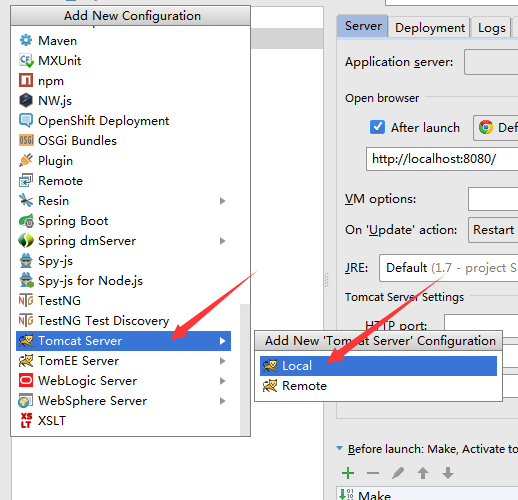 Add New Configuration
Maven
MXUnit
npm
NW.js
OpenShift Deployment
OSGi Bundles
Plugin
Remote
Resin
Spring Boot
Spring dmServer
Spy-js
Spy-js for Node.js
TestNG
TestNG Test Discovery
Tomcat Server
TomEE Server
WebLogic Server
WebSphere Server
XSLT
Add New 'Tomcat Server' Configuration
Local
Remote
Server Deployment Logs
Application server:
Open browser
After launch Def
http://localhost:8080/
VM options:
On 'Update' action: Restart
JRE: Default (1.7 - project S
Tomcat Server Settings
HTTP port:
Before launch: Make, Activate to
Make